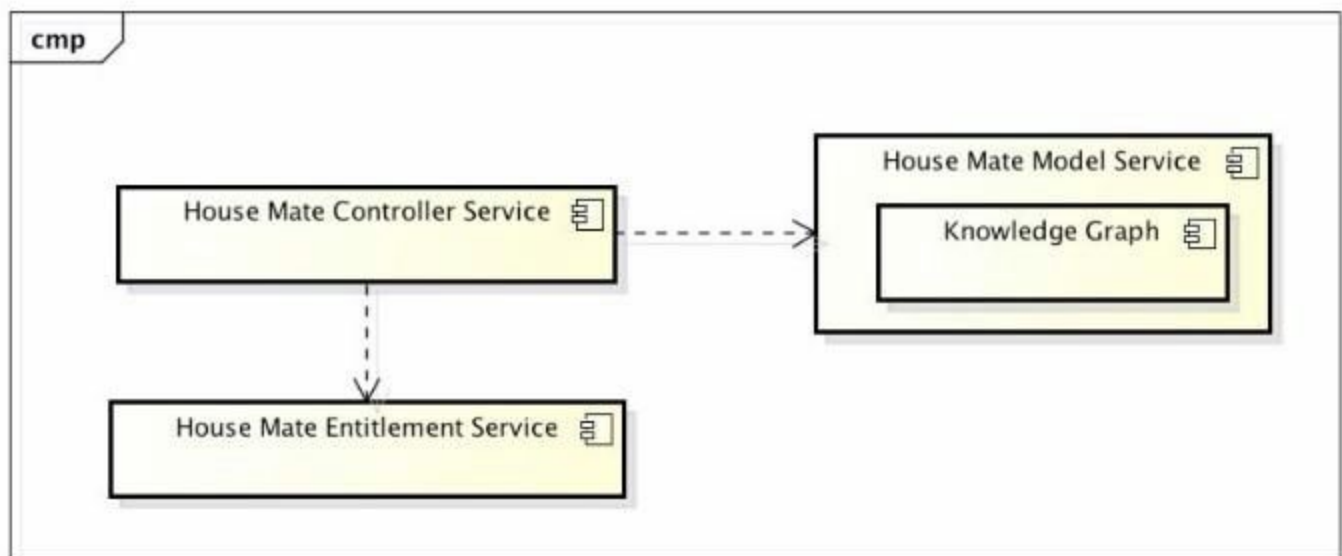 cmp
House Mate Model Service
House Mate Controller Service
Knowledge Graph
House Mate Entitlement Service